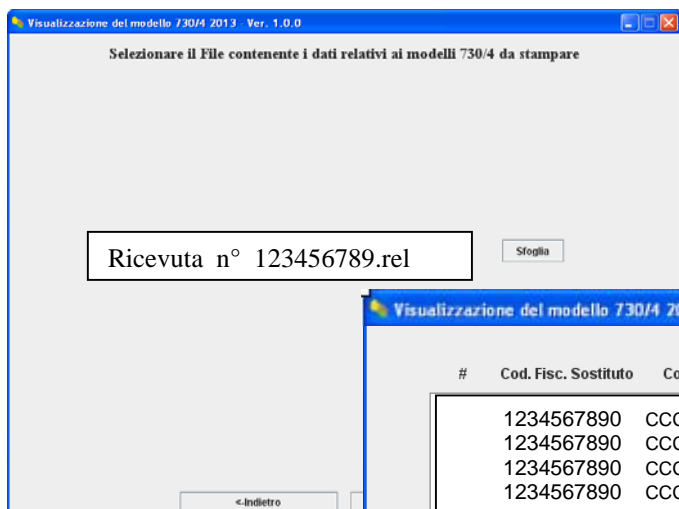 Visualizzazione del modello 730/4 2013 - Ver. 1.0.0
Selezionare il File contenente i dati relativi ai modelli 730/4 da stampare
Ricevuta n° 123456789.rel
Sfoglia
Visualizzazione del modello 730/4
# Cod. Fisc. Sostituto
1234567890
1234567890
1234567890
1234567890
<-Indietro